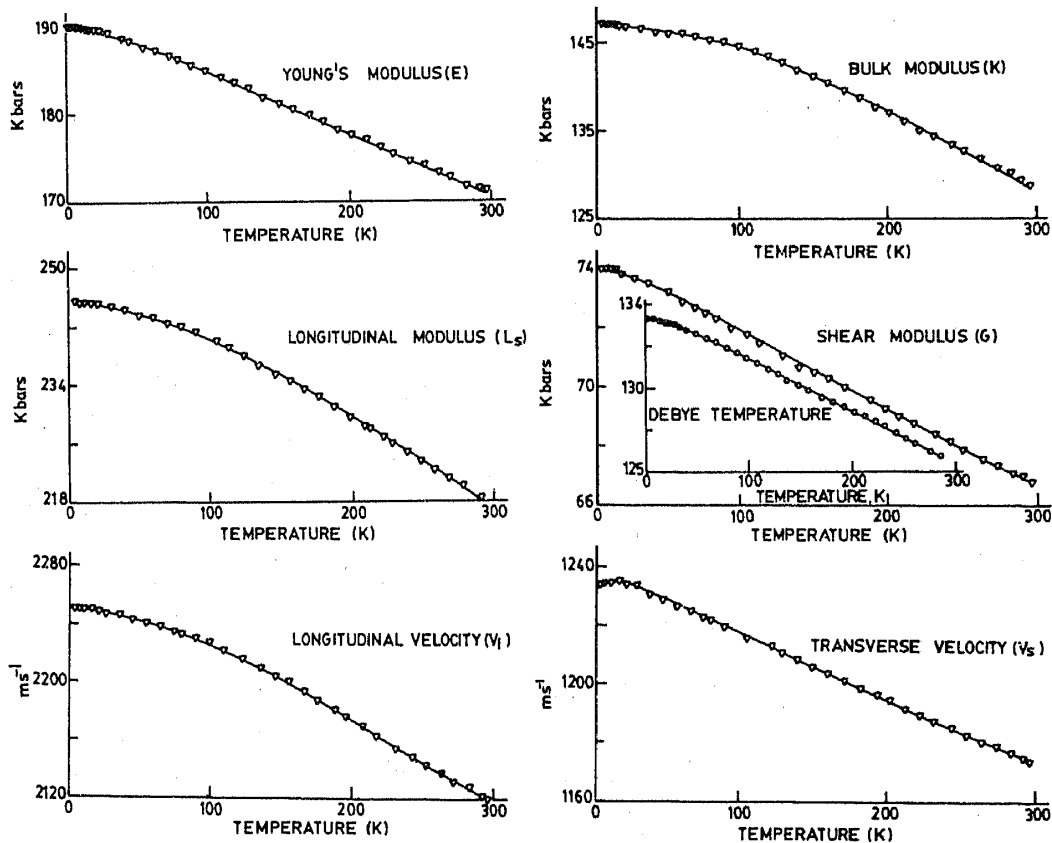 190
180
170
K bars
YOUNG'S MODULUS (E)
0 100 200 300
TEMPERATURE (K)
145
135
125
K bars
BULK MODULUS (K)
0 100 200 300
TEMPERATURE (K)
250
234
218
K bars
LONGITUDINAL MODULUS (Ls)
0 100 200 300
TEMPERATURE (K)
74
70
66
K bars
SHEAR MODULUS (G)
134
130
125
DEBYE TEMPERATURE
0 100 200 300
TEMPERATURE K
0 100 200 300
TEMPERATURE (K)
2280
2200
2120
ms-1
LONGITUDINAL VELOCITY (Vl)
0 100 200 300
TEMPERATURE (K)
1240
1200
1160
ms-1
TRANSVERSE VELOCITY (Vs)
0 100 200 300
TEMPERATURE (K)